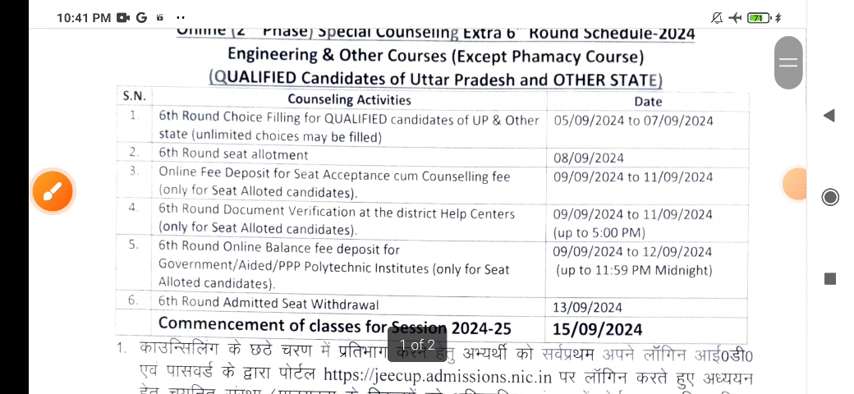 10:41 PM
71
Online (2nd Phase) Special Counseling Extra 6th Round Schedule-2024
Engineering & Other Courses (Except Phamacy Course)
(QUALIFIED Candidates of Uttar Pradesh and OTHER STATE)
S.N. Counseling Activities Date
1. 6th Round Choice Filling for QUALIFIED candidates of UP & Other 05/09/2024 to 07/09/2024
state (unlimited choices may be filled)
2. 6th Round seat allotment 08/09/2024
3. Online Fee Deposit for Seat Acceptance cum Counselling fee 09/09/2024 to 11/09/2024
(only for Seat Alloted candidates).
4. 6th Round Document Verification at the district Help Centers 09/09/2024 to 11/09/2024
(only for Seat Alloted candidates). (up to 5:00 PM)
5. 6th Round Online Balance fee deposit for 09/09/2024 to 12/09/2024
Government/Aided/PPP Polytechnic Institutes (only for Seat (up to 11:59 PM Midnight)
Alloted candidates).
6. 6th Round Admitted Seat Withdrawal 13/09/2024
Commencement of classes for Session 2024-25 15/09/2024
1 of 2
1. काउन्सिलिंग के छठे चरण में प्रतिभाग करने हेतु अभ्यर्थी को सर्वप्रथम अपने लॉगिन आई0डी0
एवं पासवर्ड के द्वारा पोर्टल https://jeecup.admissions.nic.in पर लॉगिन करते हुए अध्ययन